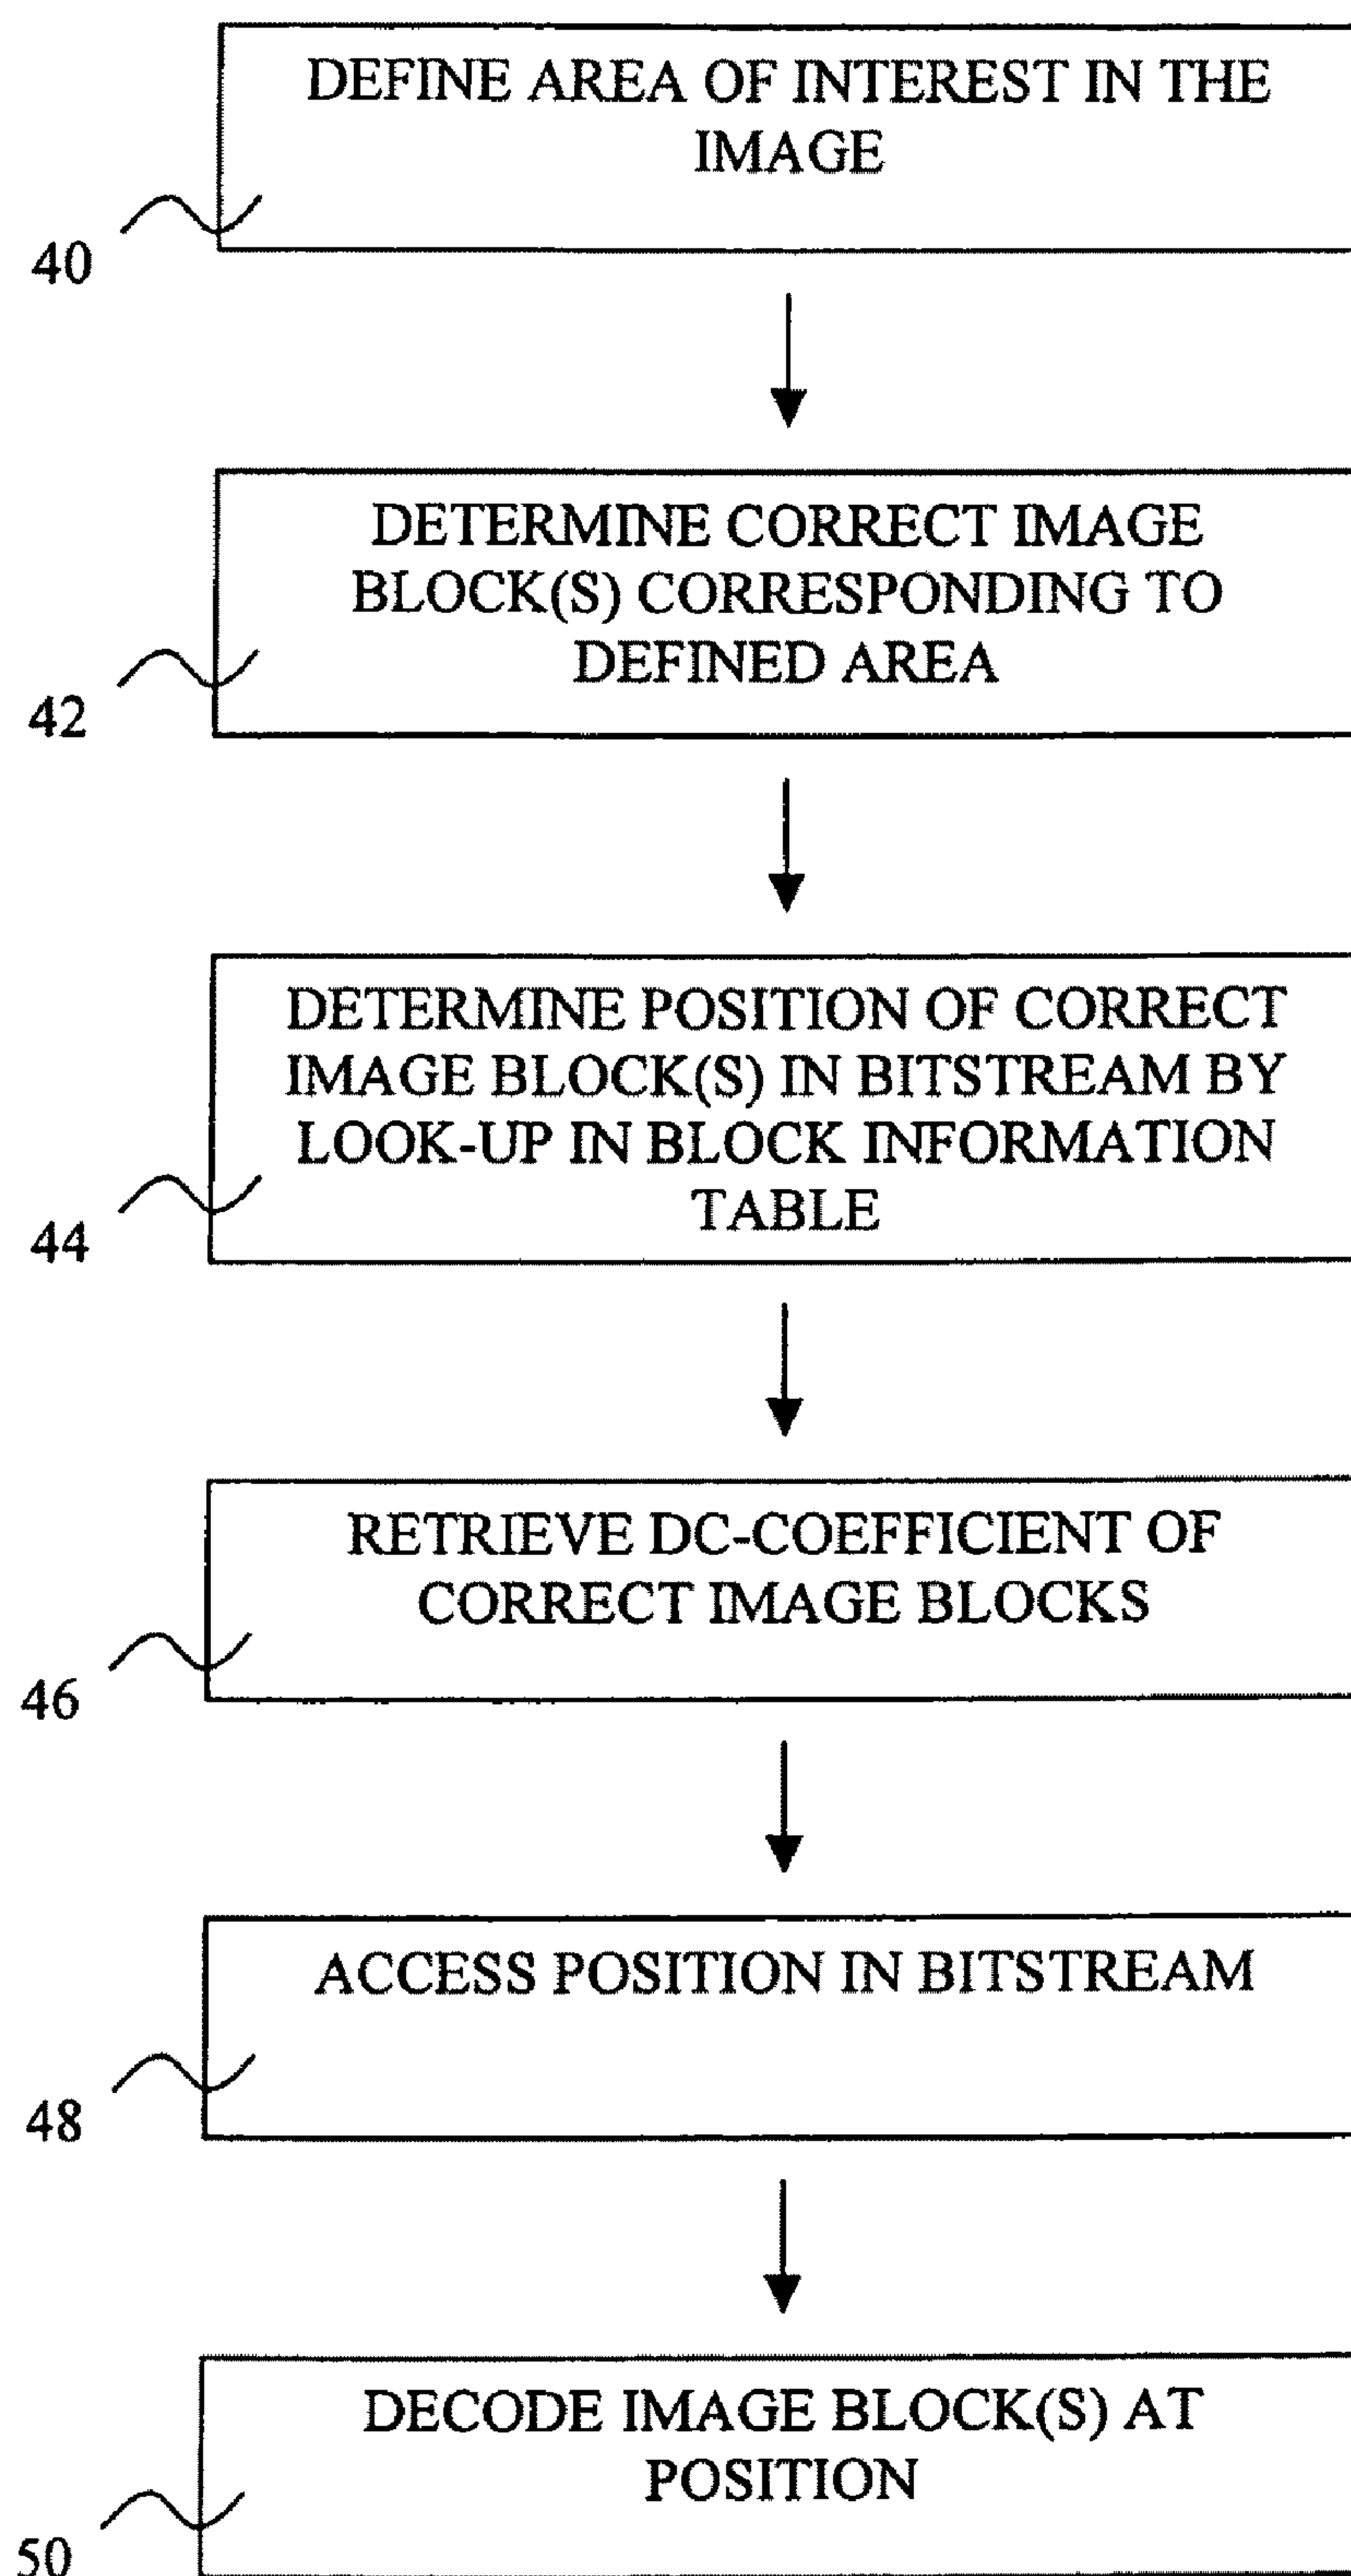 DEFINE AREA OF INTEREST IN THE
IMAGE
40
DETERMINE CORRECT IMAGE
BLOCK(S) CORRESPONDING TO
DEFINED AREA
42
DETERMINE POSITION OF CORRECT
IMAGE BLOCK(S) IN BITSTREAM BY
LOOK-UP IN BLOCK INFORMATION
TABLE
44
RETRIEVE DC-COEFFICIENT OF
CORRECT IMAGE BLOCKS
46
ACCESS POSITION IN BITSTREAM
48
DECODE IMAGE BLOCK(S) AT
POSITION
50